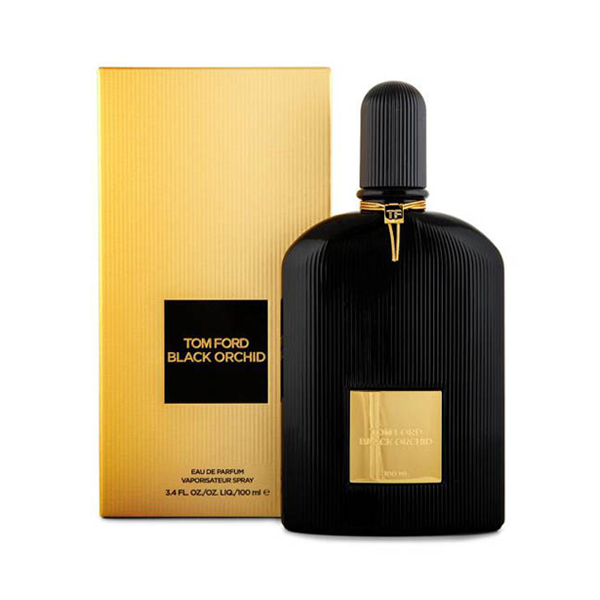 TOM FORD
BLACK ORCHID
EAU DE PARFUM
VAPORISATEUR SPRAY
3.4 FL. OZ./OZ. LIQ./100 ml ℮
TF
TOM FORD
BLACK ORCHID
100 ml